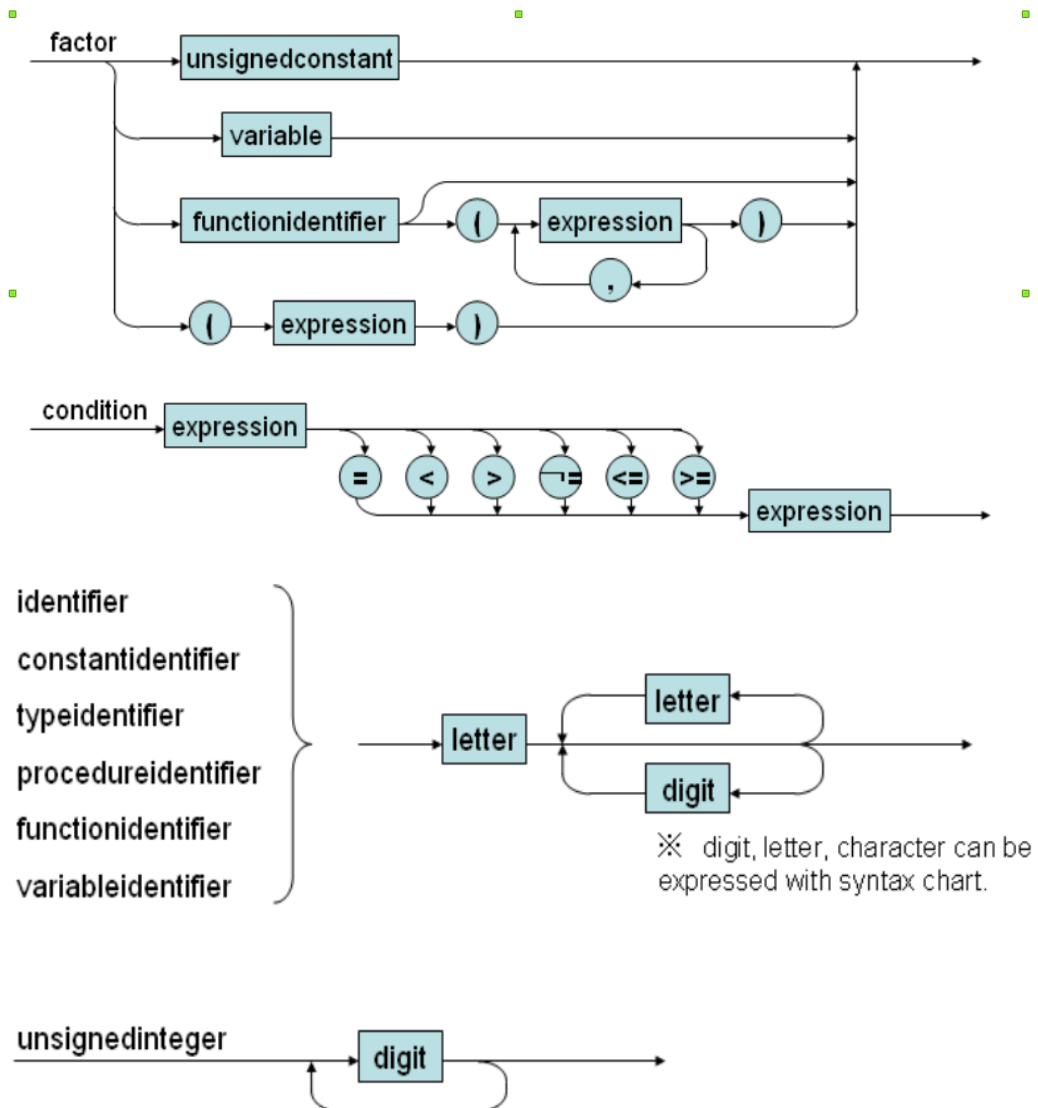 factor
unsignedconstant
variable
functionidentifier ( expression )
,
( expression )
condition
expression
= < > ¬= <= >=
expression
identifier
constantidentifier
typeidentifier
procedureidentifier
functionidentifier
variableidentifier
letter
letter
digit
※ digit, letter, character can be
expressed with syntax chart.
unsignedinteger
digit